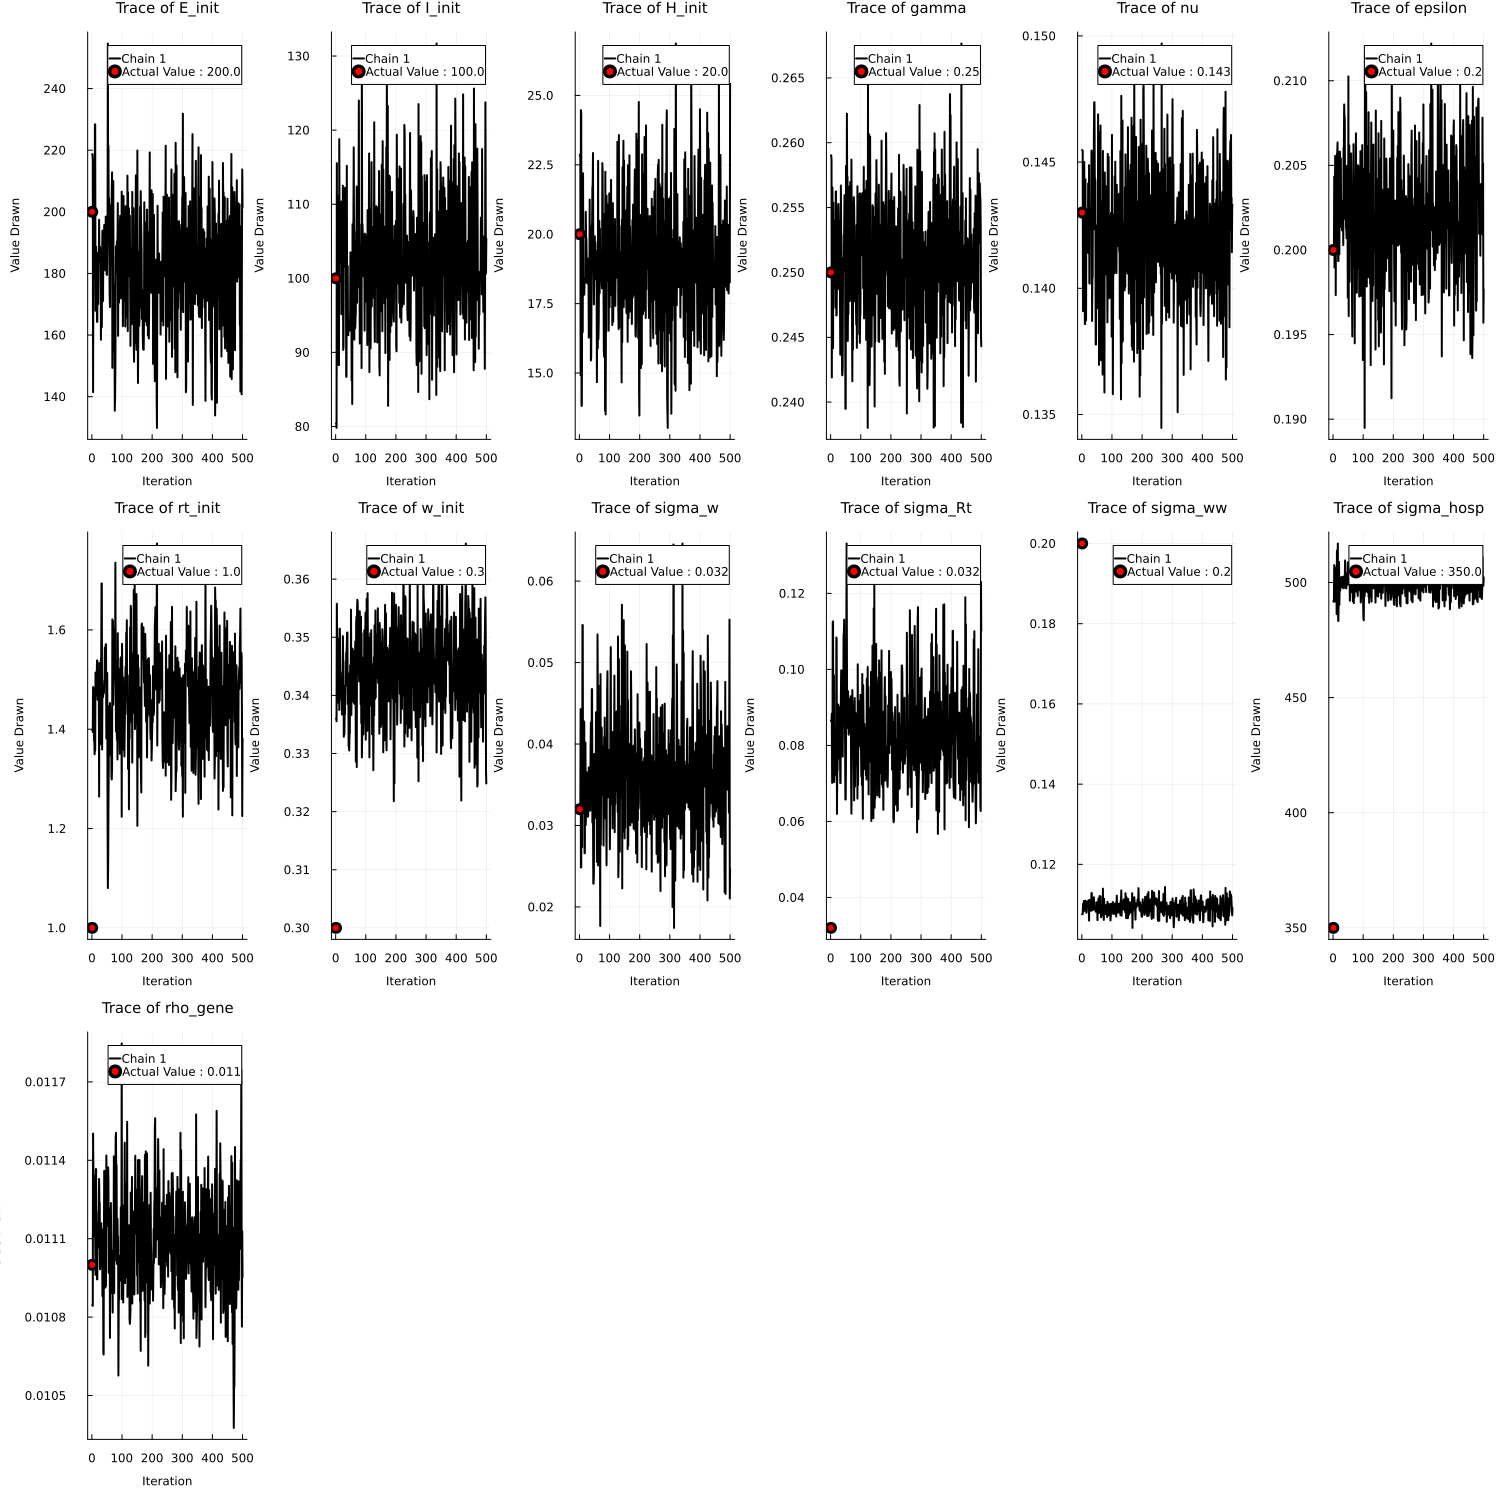 Trace of E_init
Chain 1
Actual Value : 200.0
240
220
200
180
160
140
Value Drawn
0 100 200 300 400 500
Iteration
Trace of I_init
Chain 1
Actual Value : 100.0
130
120
110
100
90
80
Value Drawn
0 100 200 300 400 500
Iteration
Trace of H_init
Chain 1
Actual Value : 20.0
25.0
22.5
20.0
17.5
15.0
Value Drawn
0 100 200 300 400 500
Iteration
Trace of gamma
Chain 1
Actual Value : 0.25
0.265
0.260
0.255
0.250
0.245
0.240
Value Drawn
0 100 200 300 400 500
Iteration
Trace of nu
Chain 1
Actual Value : 0.143
0.150
0.145
0.140
0.135
Value Drawn
0 100 200 300 400 500
Iteration
Trace of epsilon
Chain 1
Actual Value : 0.2
0.210
0.205
0.200
0.195
0.190
Value Drawn
0 100 200 300 400 500
Iteration
Trace of rt_init
Chain 1
Actual Value : 1.0
1.6
1.4
1.2
1.0
Value Drawn
0 100 200 300 400 500
Iteration
Trace of w_init
Chain 1
Actual Value : 0.3
0.36
0.35
0.34
0.33
0.32
0.31
0.30
Value Drawn
0 100 200 300 400 500
Iteration
Trace of sigma_w
Chain 1
Actual Value : 0.032
0.06
0.05
0.04
0.03
0.02
Value Drawn
0 100 200 300 400 500
Iteration
Trace of sigma_Rt
Chain 1
Actual Value : 0.032
0.12
0.10
0.08
0.06
0.04
Value Drawn
0 100 200 300 400 500
Iteration
Trace of sigma_ww
Chain 1
Actual Value : 0.2
0.20
0.18
0.16
0.14
0.12
Value Drawn
0 100 200 300 400 500
Iteration
Trace of sigma_hosp
Chain 1
Actual Value : 350.0
500
450
400
350
Value Drawn
0 100 200 300 400 500
Iteration
Trace of rho_gene
Chain 1
Actual Value : 0.011
0.0117
0.0114
0.0111
0.0108
0.0105
0 100 200 300 400 500
Iteration